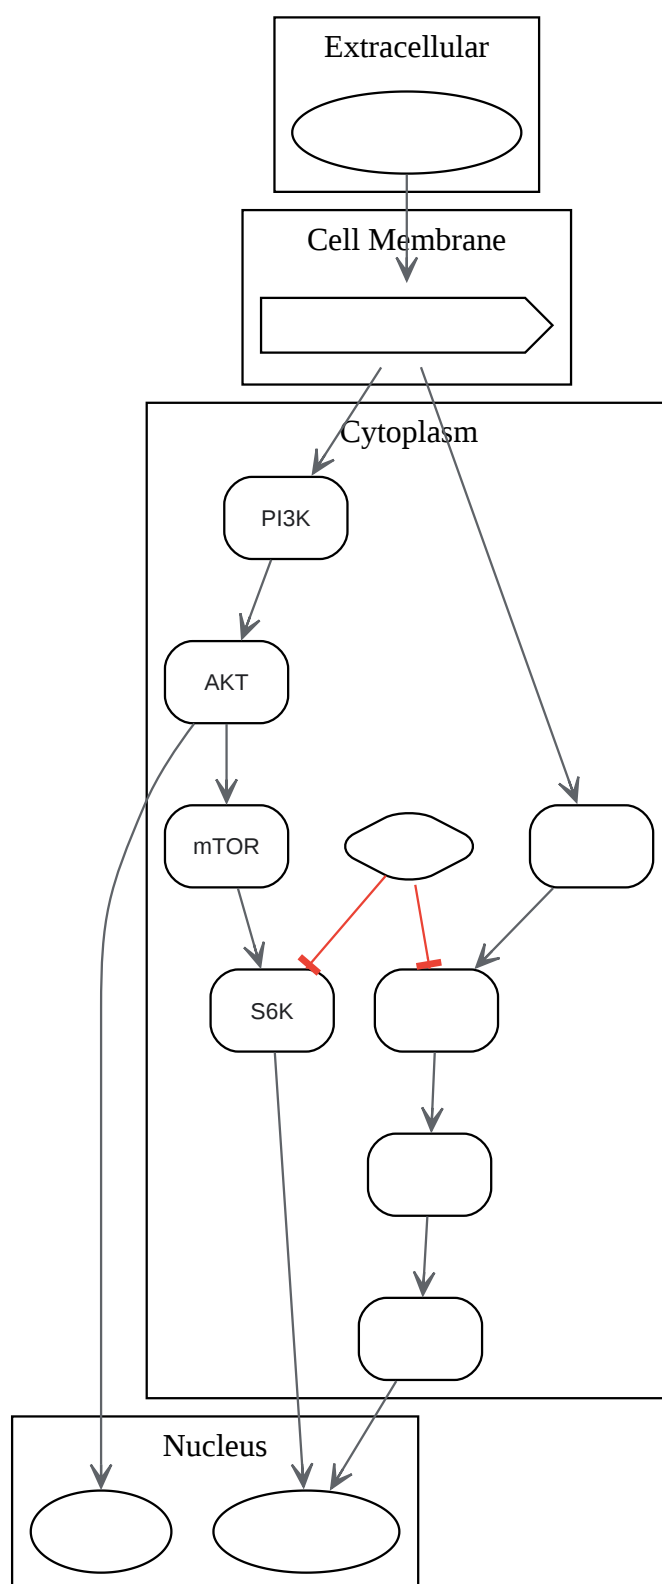 Extracellular
Cell Membrane
Cytoplasm
PI3K
AKT
mTOR
S6K
Nucleus